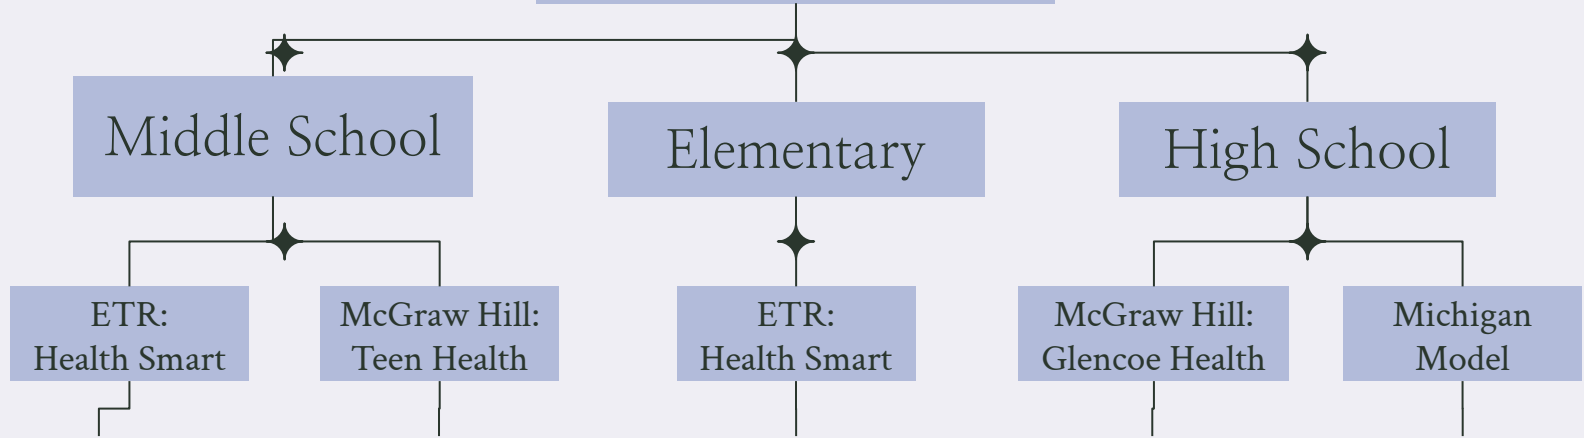 Middle School
Elementary
High School
ETR:
Health Smart
McGraw Hill:
Teen Health
ETR:
Health Smart
McGraw Hill:
Glencoe Health
Michigan
Model